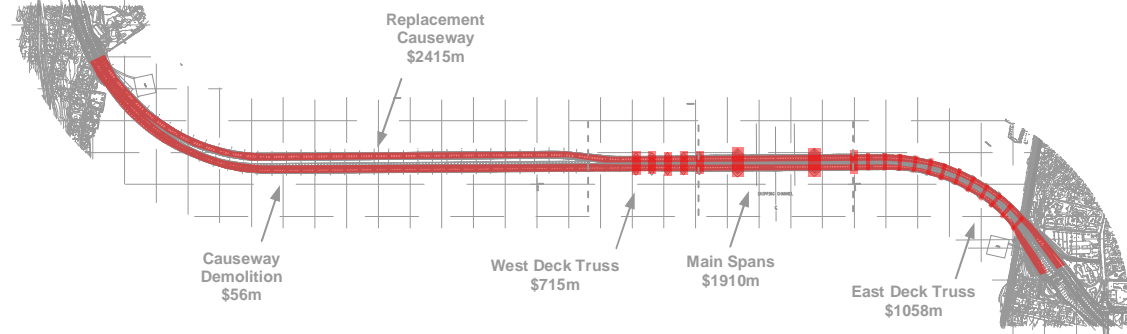 Replacement
Causeway
$2415m
Causeway
Demolition
$56m
West Deck Truss
$715m
Main Spans
$1910m
East Deck Truss
$1058m